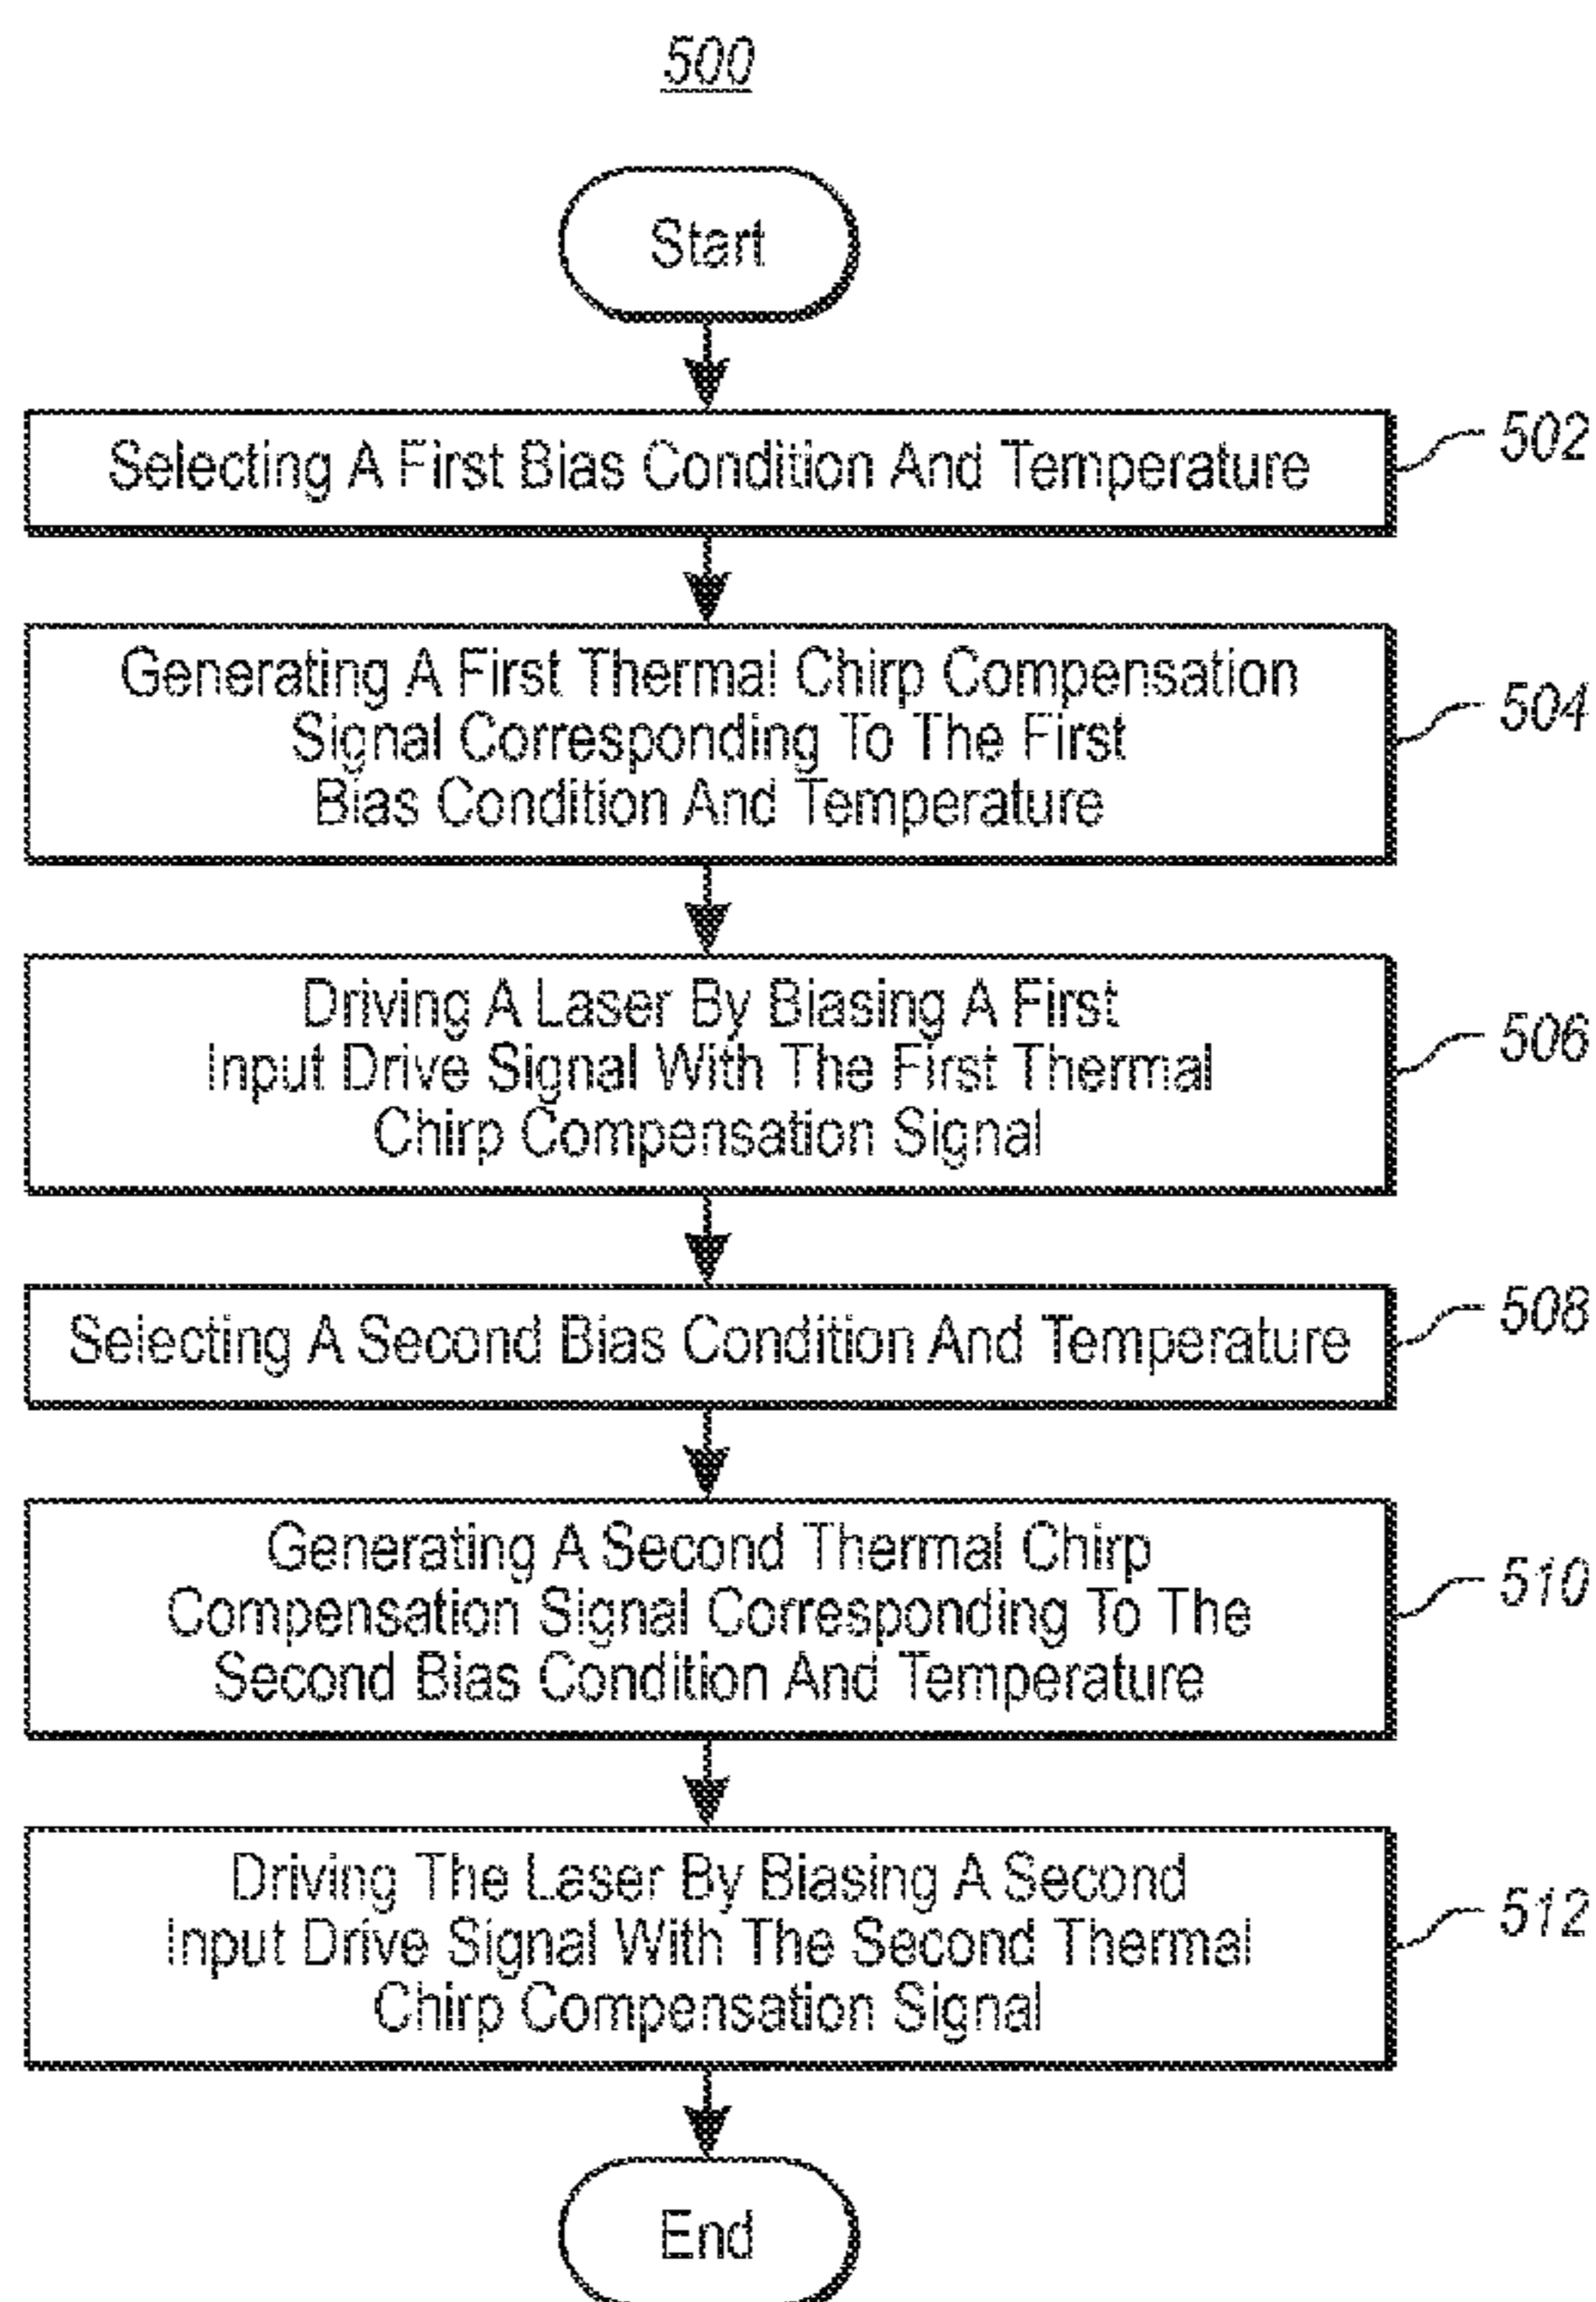 500
Start
Selecting A First Bias Condition And Temperature
502
Generating A First Thermal Chirp Compensation
Signal Corresponding To The First
Bias Condition And Temperature
504
Driving A Laser By Biasing A First
Input Drive Signal With The First Thermal
Chirp Compensation Signal
506
Selecting A Second Bias Condition And Temperature
508
Generating A Second Thermal Chirp
Compensation Signal Corresponding To The
Second Bias Condition And Temperature
510
Driving The Laser By Biasing A Second
Input Drive Signal With The Second Thermal
Chirp Compensation Signal
512
End